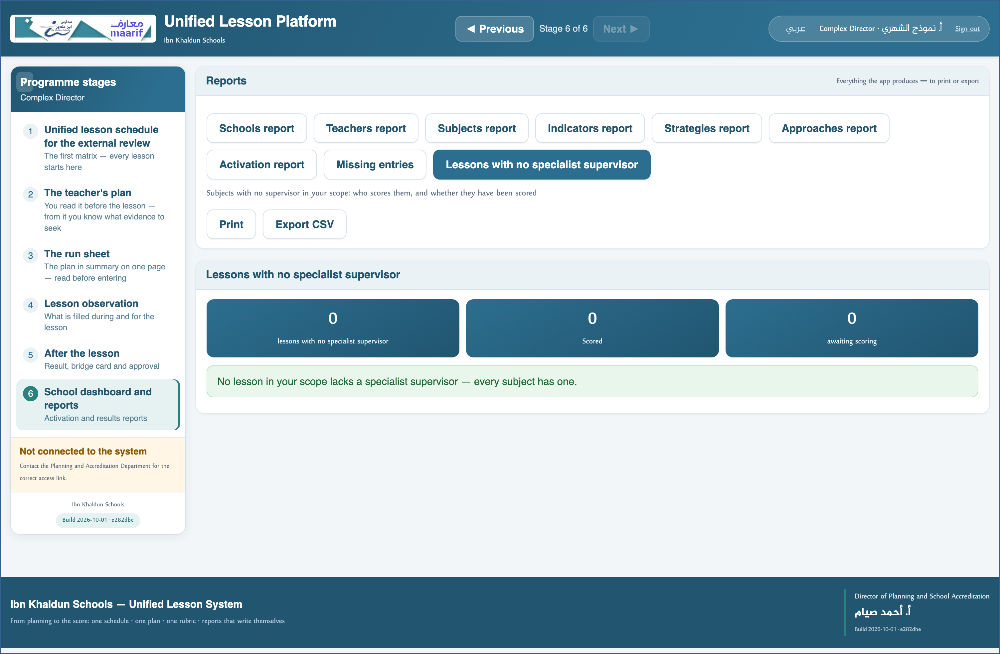 مدارس
ابن خلدون
Ibn Khaldun Schools
معارف
maarif
Unified Lesson Platform
Ibn Khaldun Schools
◀ Previous
Stage 6 of 6
Next ▶
عربي
Complex Director · أ. نموذج الشهري
Sign out
Programme stages
Complex Director
1
Unified lesson schedule
for the external review
The first matrix — every lesson
starts here
2
The teacher's plan
You read it before the lesson —
from it you know what evidence to
seek
3
The run sheet
The plan in summary on one page
— read before entering
4
Lesson observation
What is filled during and for the
lesson
5
After the lesson
Result, bridge card and approval
6
School dashboard and
reports
Activation and results reports
Not connected to the system
Contact the Planning and Accreditation Department for the
correct access link.
Ibn Khaldun Schools
Build 2026-10-01 · e282dbe
Reports
Everything the app produces — to print or export
Schools report
Teachers report
Subjects report
Indicators report
Strategies report
Approaches report
Activation report
Missing entries
Lessons with no specialist supervisor
Subjects with no supervisor in your scope: who scores them, and whether they have been scored
Print
Export CSV
Lessons with no specialist supervisor
0
lessons with no specialist supervisor
0
Scored
0
awaiting scoring
No lesson in your scope lacks a specialist supervisor — every subject has one.
Ibn Khaldun Schools — Unified Lesson System
From planning to the score: one schedule · one plan · one rubric · reports that write themselves
Director of Planning and School Accreditation
أ. أحمد صيام
Build 2026-10-01 · e282dbe